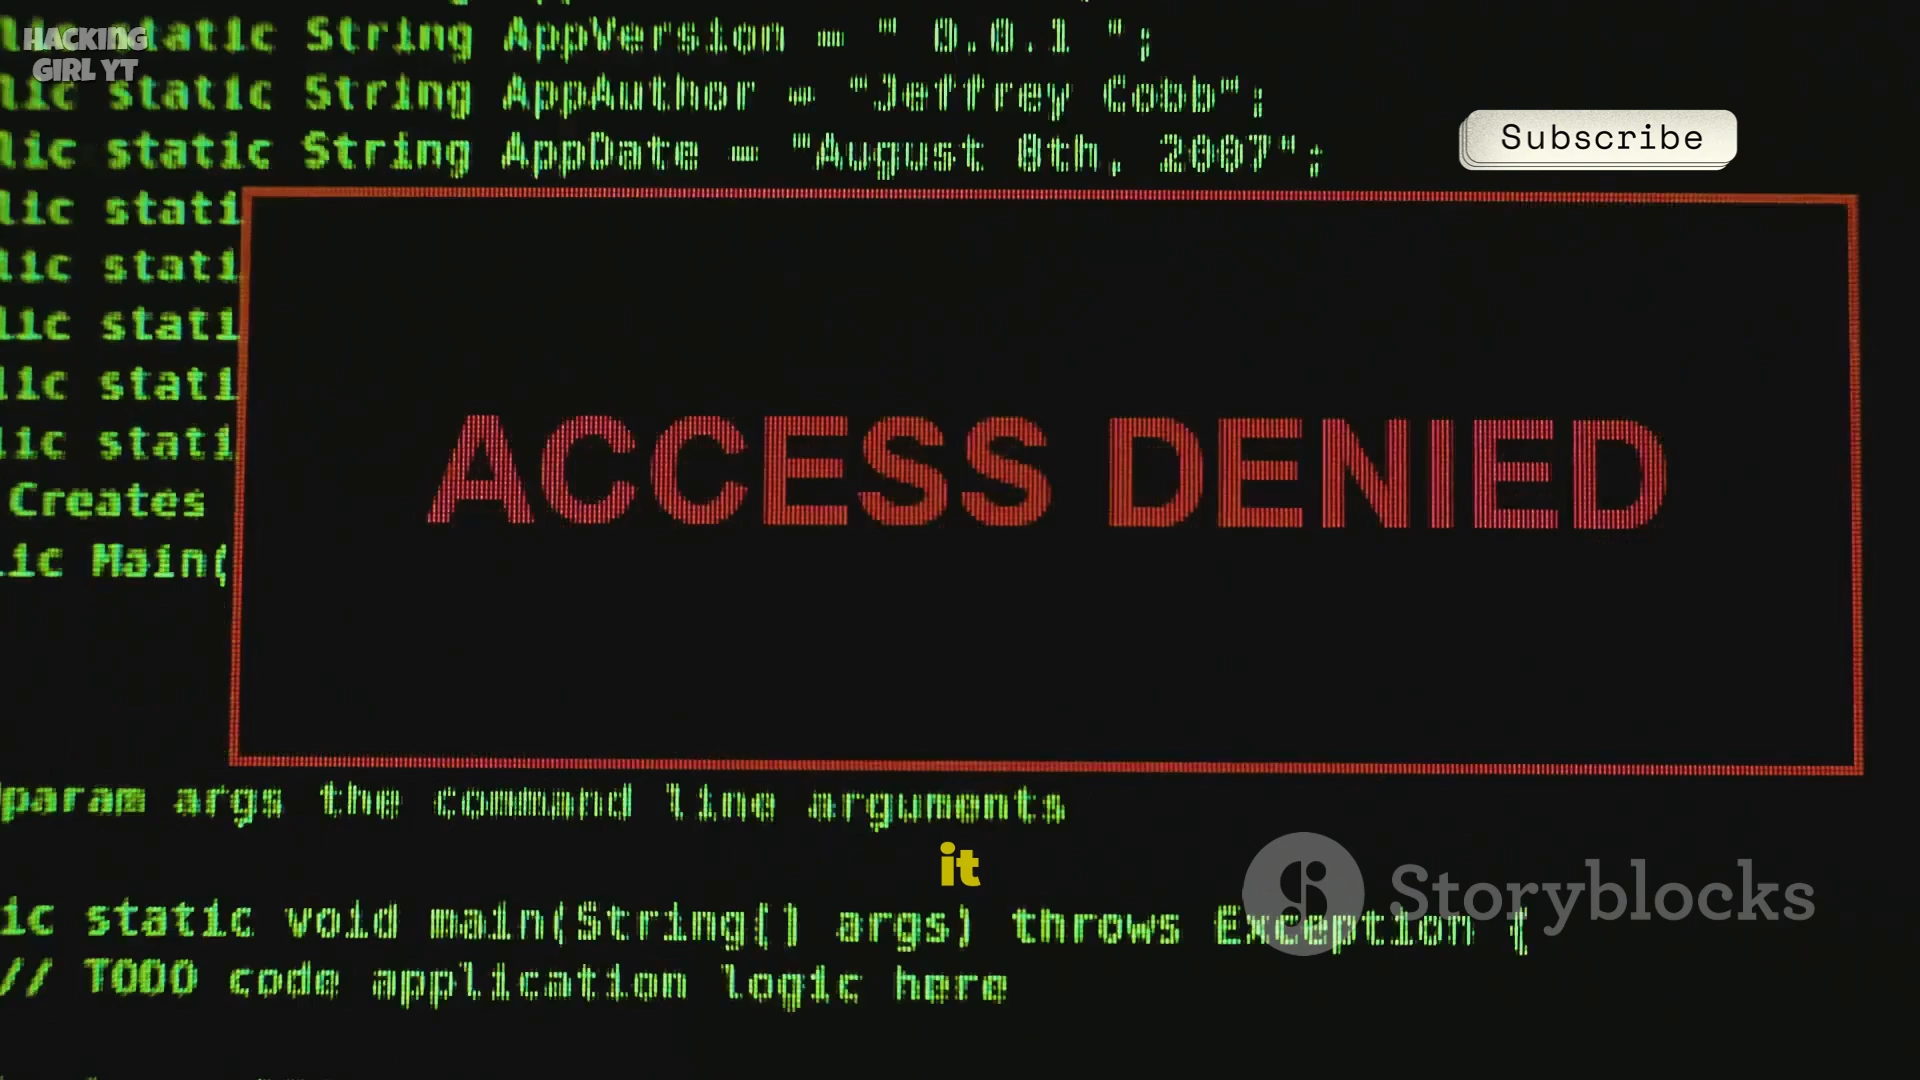 HACKING
GIRL YT
lic static String AppVersion = " 0.0.1 ";
lic static String AppAuthor = "Jeffrey Cobb";
lic static String AppDate = "August 8th, 2007";
Subscribe
lic stati
lic stati
lic stati
lic stati
lic stati
Creates
ic Main(
ACCESS DENIED
param args the command line arguments
it
Storyblocks
ic static void main(String[] args) throws Exception {
// TODO code application logic here